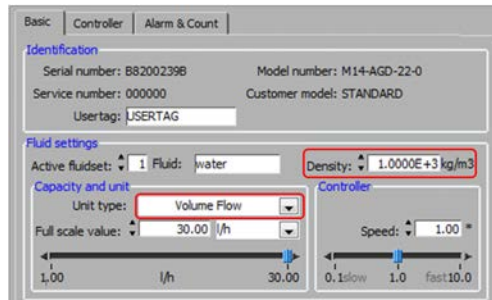 Basic Controller Alarm & Count
Identification
Serial number: B8200239B Model number: M14-AGD-22-0
Service number: 000000 Customer model: STANDARD
Usertag: USERTAG
Fluid settings
Active fluidset: 1 Fluid: water Density: 1.0000E+3 kg/m3
Capacity and unit Controller
Unit type: Volume Flow
Full scale value: 30.00 l/h Speed: 1.00 *
1,00 l/h 30.00 0.1slow 1.0 fast10.0